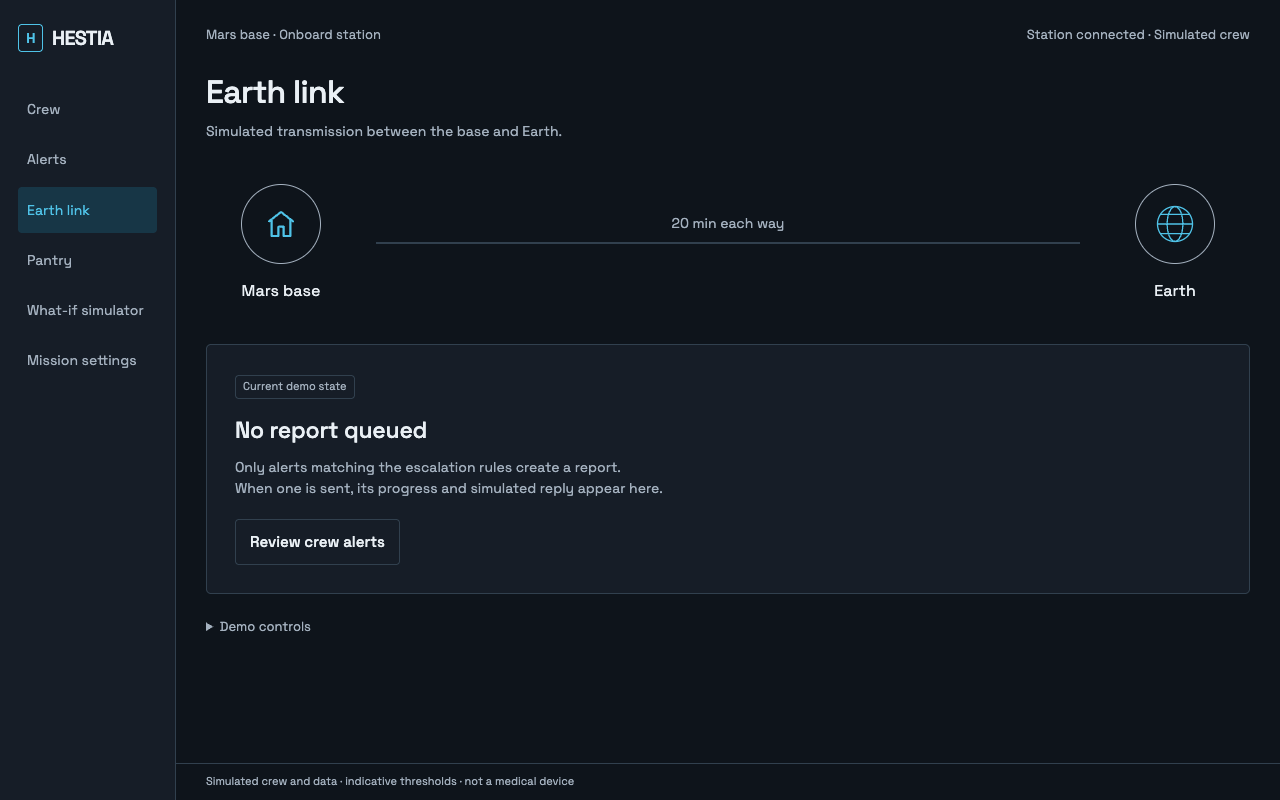 H HESTIA
Crew
Alerts
Earth link
Pantry
What-if simulator
Mission settings
Mars base · Onboard station
Station connected · Simulated crew
Earth link
Simulated transmission between the base and Earth.
20 min each way
Mars base
Earth
Current demo state
No report queued
Only alerts matching the escalation rules create a report.
When one is sent, its progress and simulated reply appear here.
Review crew alerts
Demo controls
Simulated crew and data · indicative thresholds · not a medical device